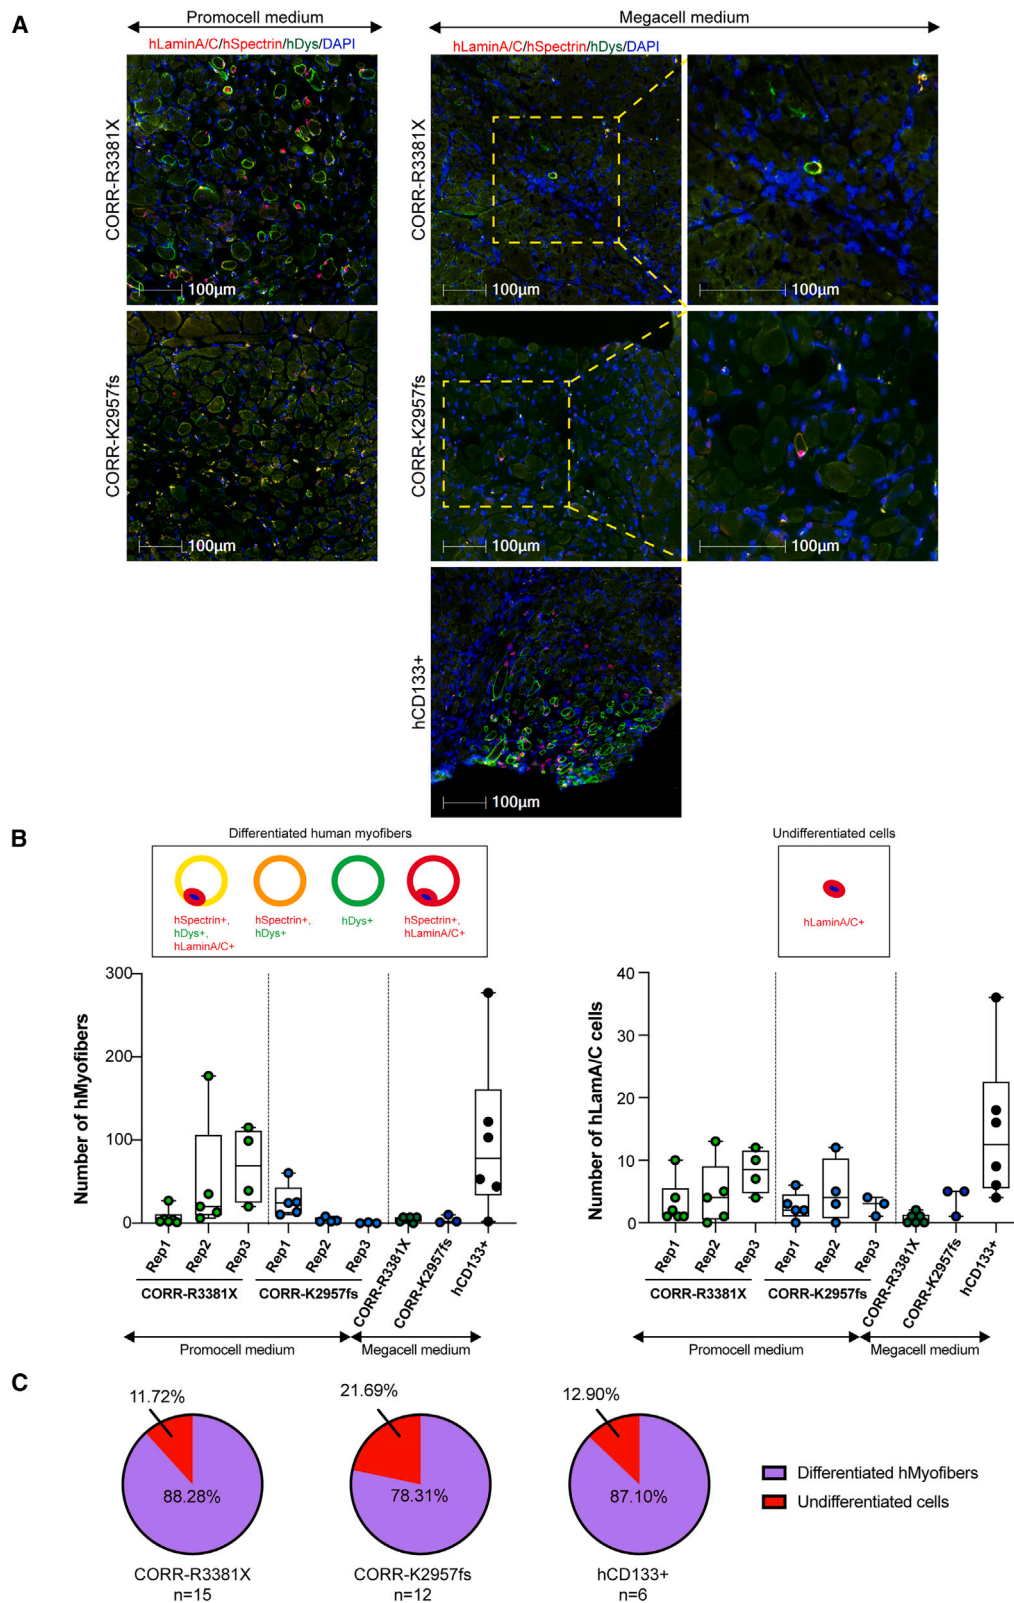 A
Promocell medium
Megacell medium
hLaminA/C/hSpectrin/hDys/DAPI
hLaminA/C/hSpectrin/hDys/DAPI
CORR-R3381X
100µm
CORR-R3381X
100µm
100µm
CORR-K2957fs
100µm
CORR-K2957fs
100µm
100µm
hCD133+
100µm
B
Differentiated human myofibers
hSpectrin+,
hDys+,
hLaminA/C+
hSpectrin+,
hDys+
hDys+
hSpectrin+,
hLaminA/C+
Undifferentiated cells
hLaminA/C+
Number of hMyofibers
300
200
100
0
Rep1
Rep2
Rep3
CORR-R3381X
Rep1
Rep2
Rep3
CORR-K2957fs
CORR-R3381X
CORR-K2957fs
hCD133+
Promocell medium
Megacell medium
Number of hLamA/C cells
40
30
20
10
0
Rep1
Rep2
Rep3
CORR-R3381X
Rep1
Rep2
Rep3
CORR-K2957fs
CORR-R3381X
CORR-K2957fs
hCD133+
Promocell medium
Megacell medium
C
11.72%
88.28%
CORR-R3381X
n=15
21.69%
78.31%
CORR-K2957fs
n=12
12.90%
87.10%
hCD133+
n=6
Differentiated hMyofibers
Undifferentiated cells